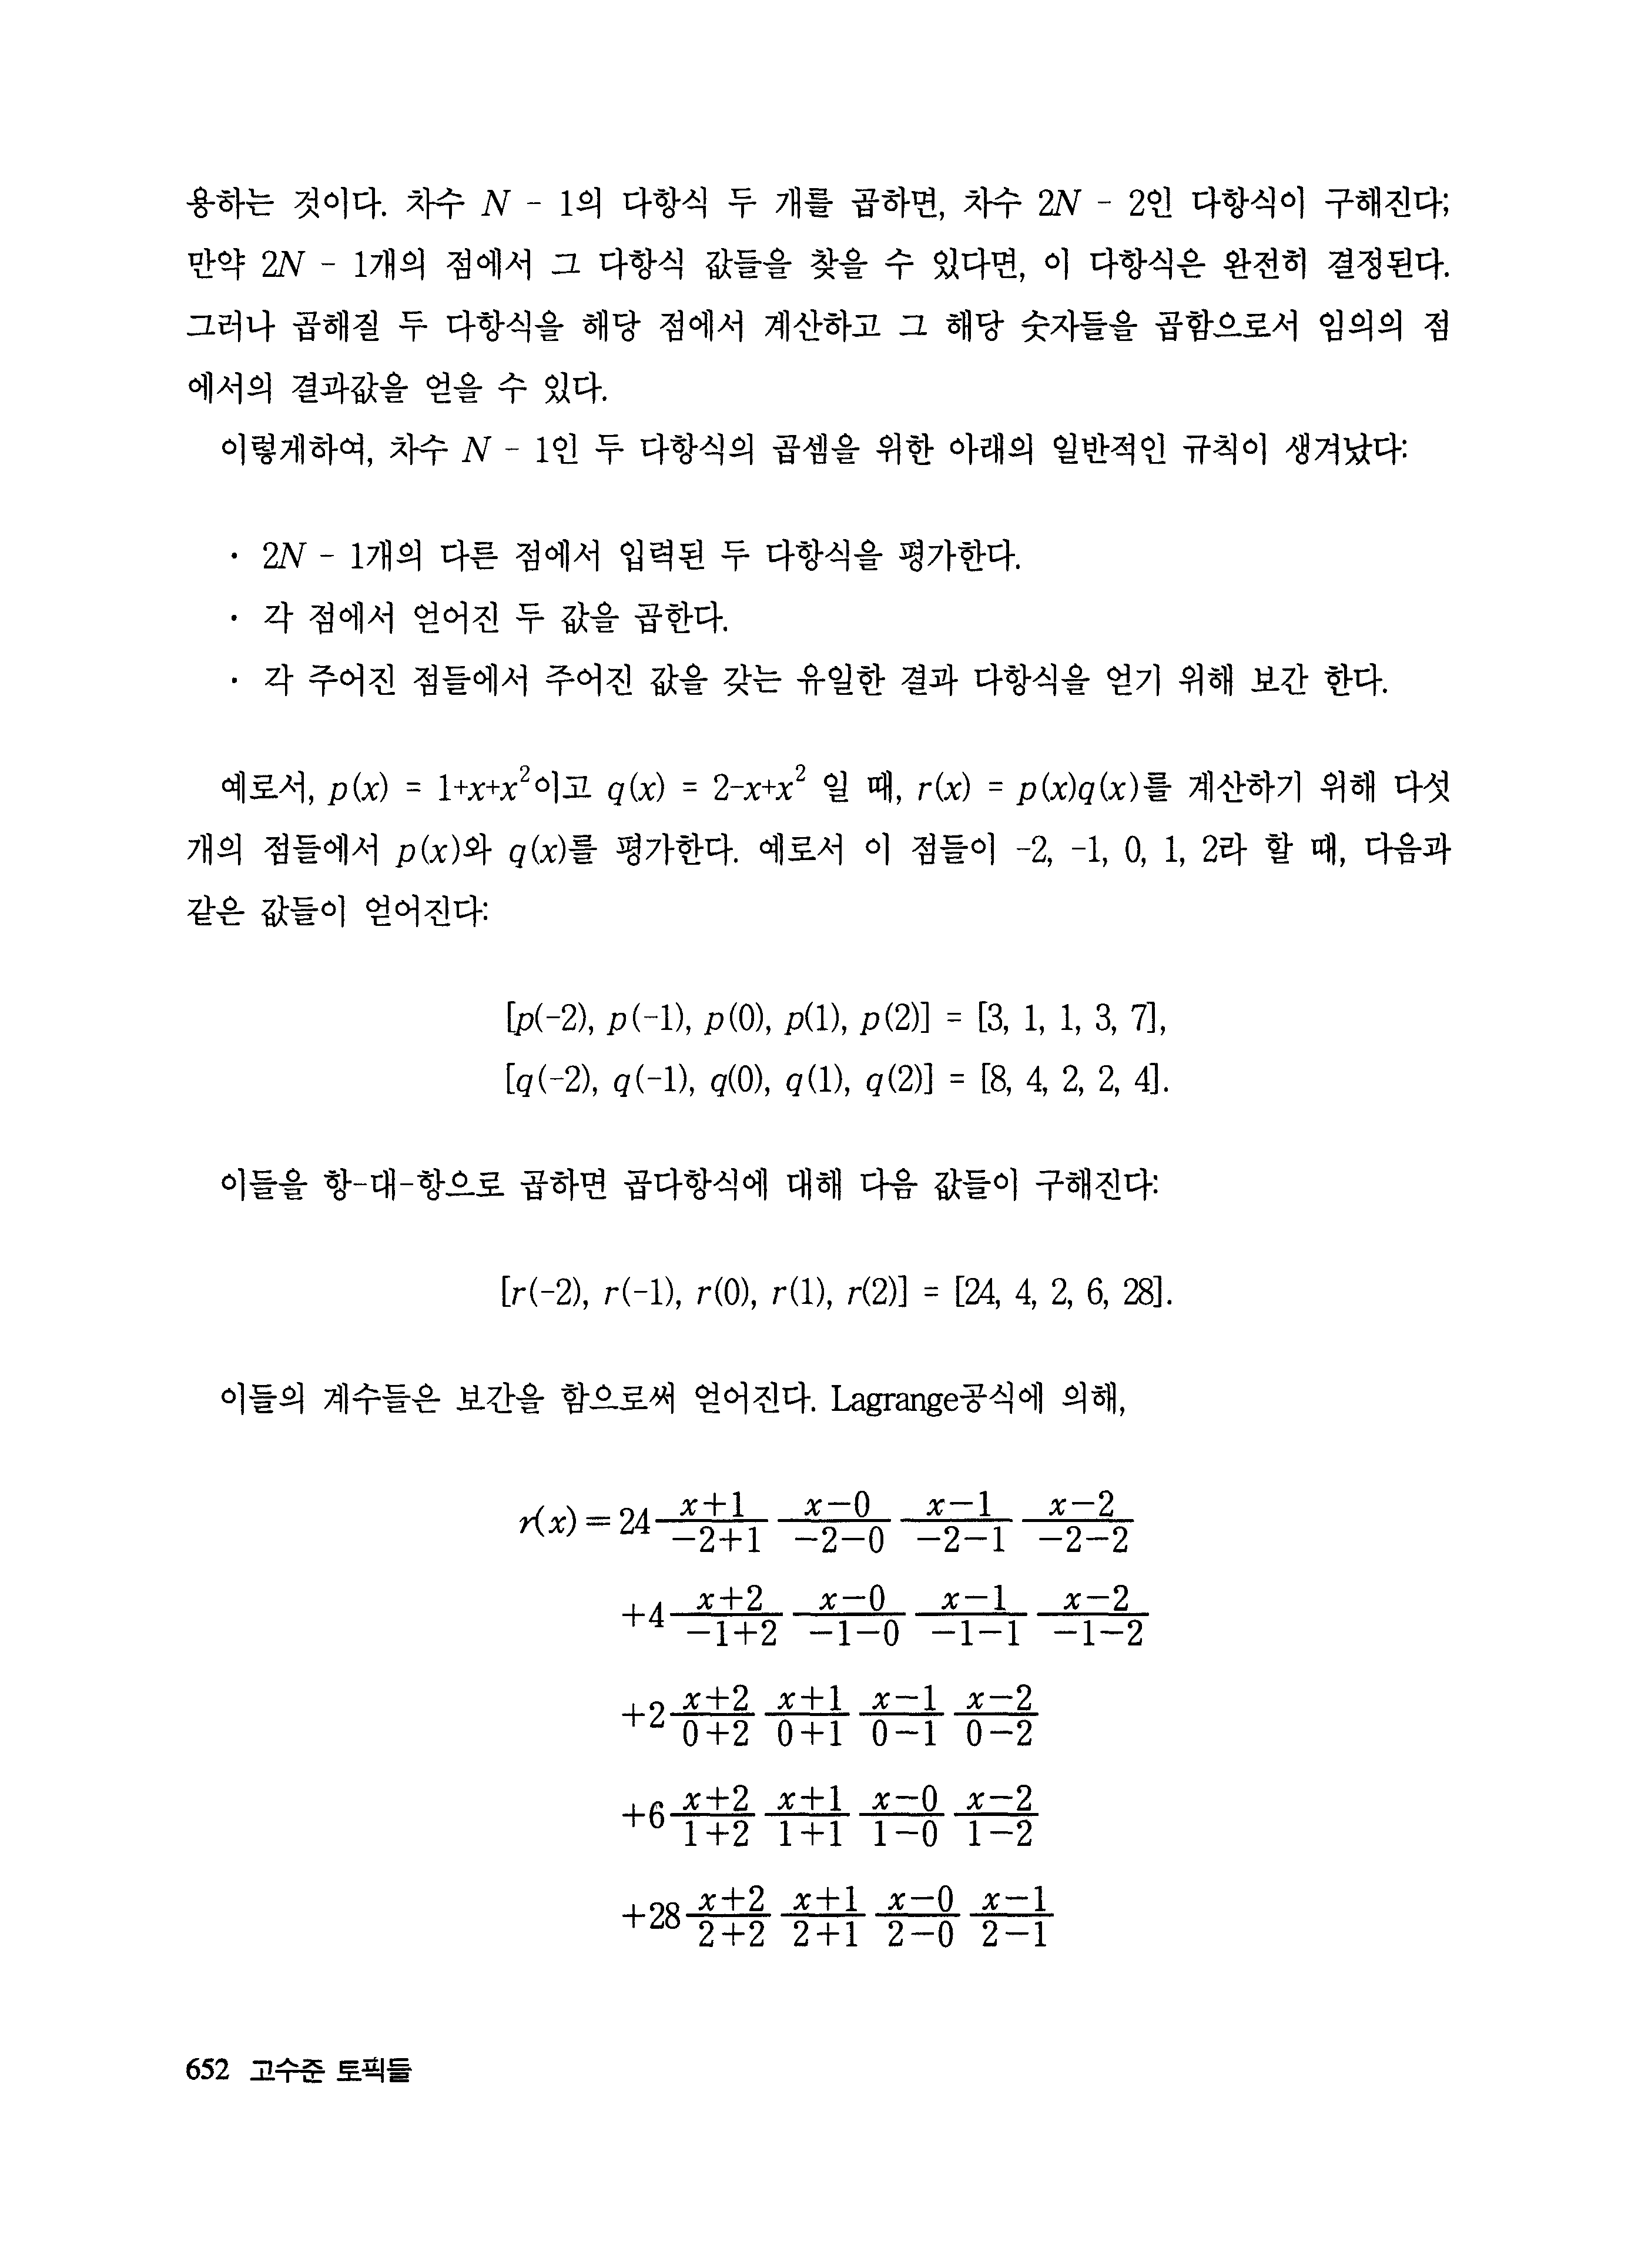 용하는 것이다. 차수 N - 1의 다항식 두 개를 곱하면, 차수 2N - 2인 다항식이 구해진다;
만약 2N - 1개의 점에서 그 다항식 값들을 찾을 수 있다면, 이 다항식은 완전히 결정된다.
그러나 곱해질 두 다항식을 해당 점에서 계산하고 그 해당 숫자들을 곱함으로서 임의의 점
에서의 결과값을 얻을 수 있다.
이렇게하여, 차수 N - 1인 두 다항식의 곱셈을 위한 아래의 일반적인 규칙이 생겨났다:
· 2N - 1개의 다른 점에서 입력된 두 다항식을 평가한다.
· 각 점에서 얻어진 두 값을 곱한다.
· 각 주어진 점들에서 주어진 값을 갖는 유일한 결과 다항식을 얻기 위해 보간 한다.
예로서, p(x) = 1+x+x²이고 q(x) = 2-x+x² 일 때, r(x) = p(x)q(x)를 계산하기 위해 다섯
개의 점들에서 p(x)와 q(x)를 평가한다. 예로서 이 점들이 -2, -1, 0, 1, 2라 할 때, 다음과
같은 값들이 얻어진다:
[p(-2), p(-1), p(0), p(1), p(2)] = [3, 1, 1, 3, 7],
[q(-2), q(-1), q(0), q(1), q(2)] = [8, 4, 2, 2, 4].
이들을 항-대-항으로 곱하면 곱다항식에 대해 다음 값들이 구해진다:
[r(-2), r(-1), r(0), r(1), r(2)] = [24, 4, 2, 6, 28].
이들의 계수들은 보간을 함으로써 얻어진다. Lagrange공식에 의해,
r(x) = 24 \frac{x+1}{-2+1} \frac{x-0}{-2-0} \frac{x-1}{-2-1} \frac{x-2}{-2-2}
+4 \frac{x+2}{-1+2} \frac{x-0}{-1-0} \frac{x-1}{-1-1} \frac{x-2}{-1-2}
+2 \frac{x+2}{0+2} \frac{x+1}{0+1} \frac{x-1}{0-1} \frac{x-2}{0-2}
+6 \frac{x+2}{1+2} \frac{x+1}{1+1} \frac{x-0}{1-0} \frac{x-2}{1-2}
+28 \frac{x+2}{2+2} \frac{x+1}{2+1} \frac{x-0}{2-0} \frac{x-1}{2-1}
652 고수준 토픽들